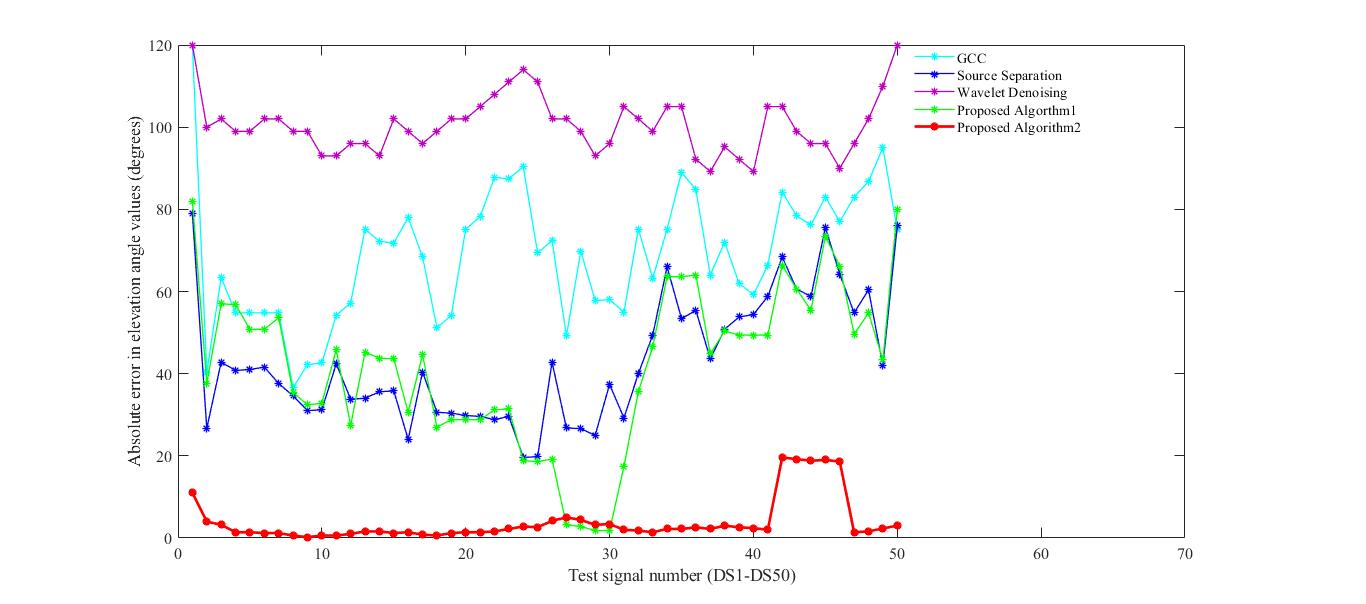 120
100
80
60
40
20
0
Absolute error in elevation angle values (degrees)
GCC
Source Separation
Wavelet Denoising
Proposed Algorthm1
Proposed Algorithm2
0 10 20 30 40 50 60 70
Test signal number (DS1-DS50)